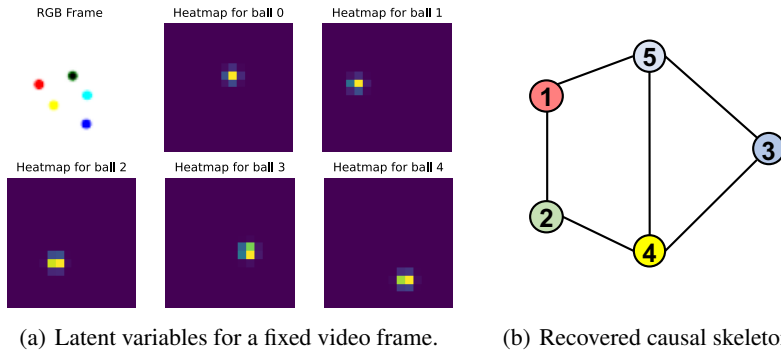 RGB Frame
Heatmap for ball 0
Heatmap for ball 1
Heatmap for ball 2
Heatmap for ball 3
Heatmap for ball 4
(a) Latent variables for a fixed video frame.
5
1
3
2
4
(b) Recovered causal skeleto